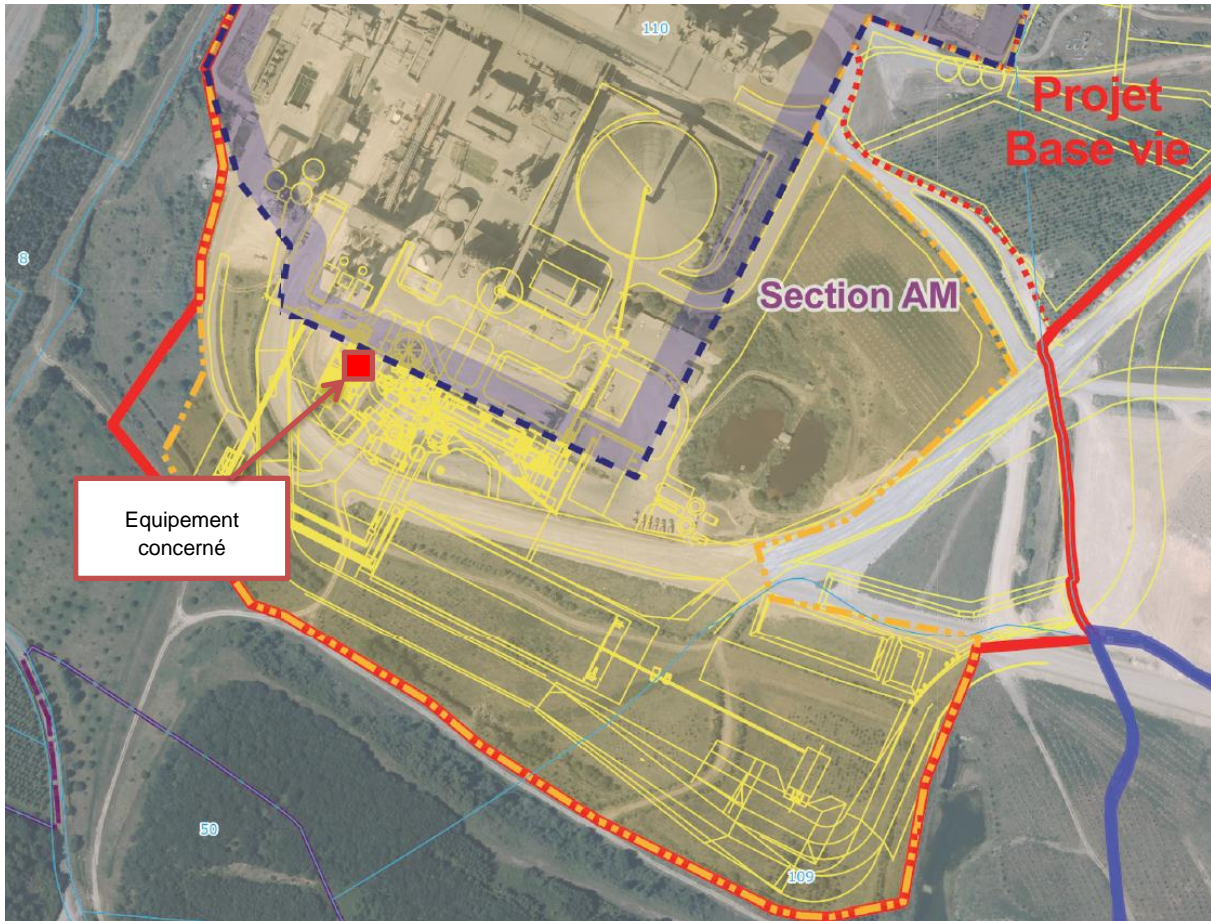 110
Projet
Base vie
8
Section AM
Equipement
concerné
50
109